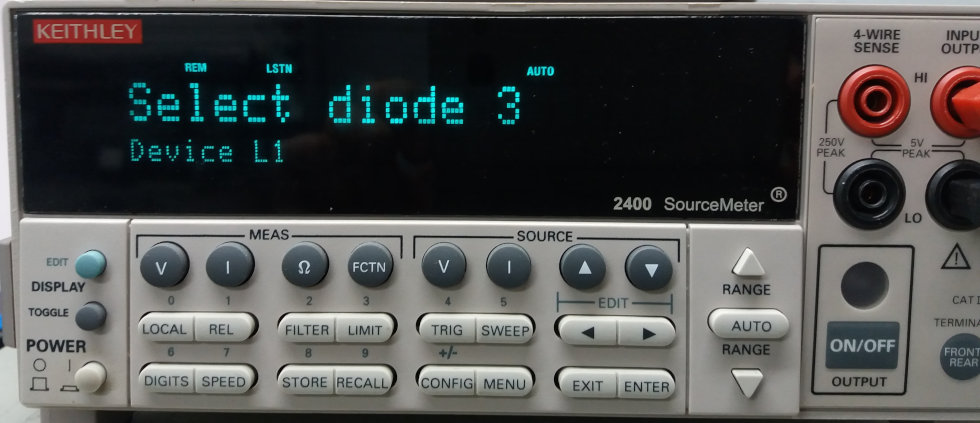 KEITHLEY
REM LSTN AUTO
Select diode 3
Device L1
2400 SourceMeter ®
4-WIRE
SENSE
HI
250V
PEAK
5V
PEAK
LO
MEAS
SOURCE
EDIT
DISPLAY
TOGGLE
POWER
V I Ω FCTN V I ▲ ▼
0 1 2 3 4 5 EDIT
LOCAL REL FILTER LIMIT TRIG SWEEP ◀ ▶
6 7 8 9 +/-
DIGITS SPEED STORE RECALL CONFIG MENU EXIT ENTER
RANGE
AUTO
RANGE
ON/OFF
OUTPUT
CAT I
FRONT
REAR